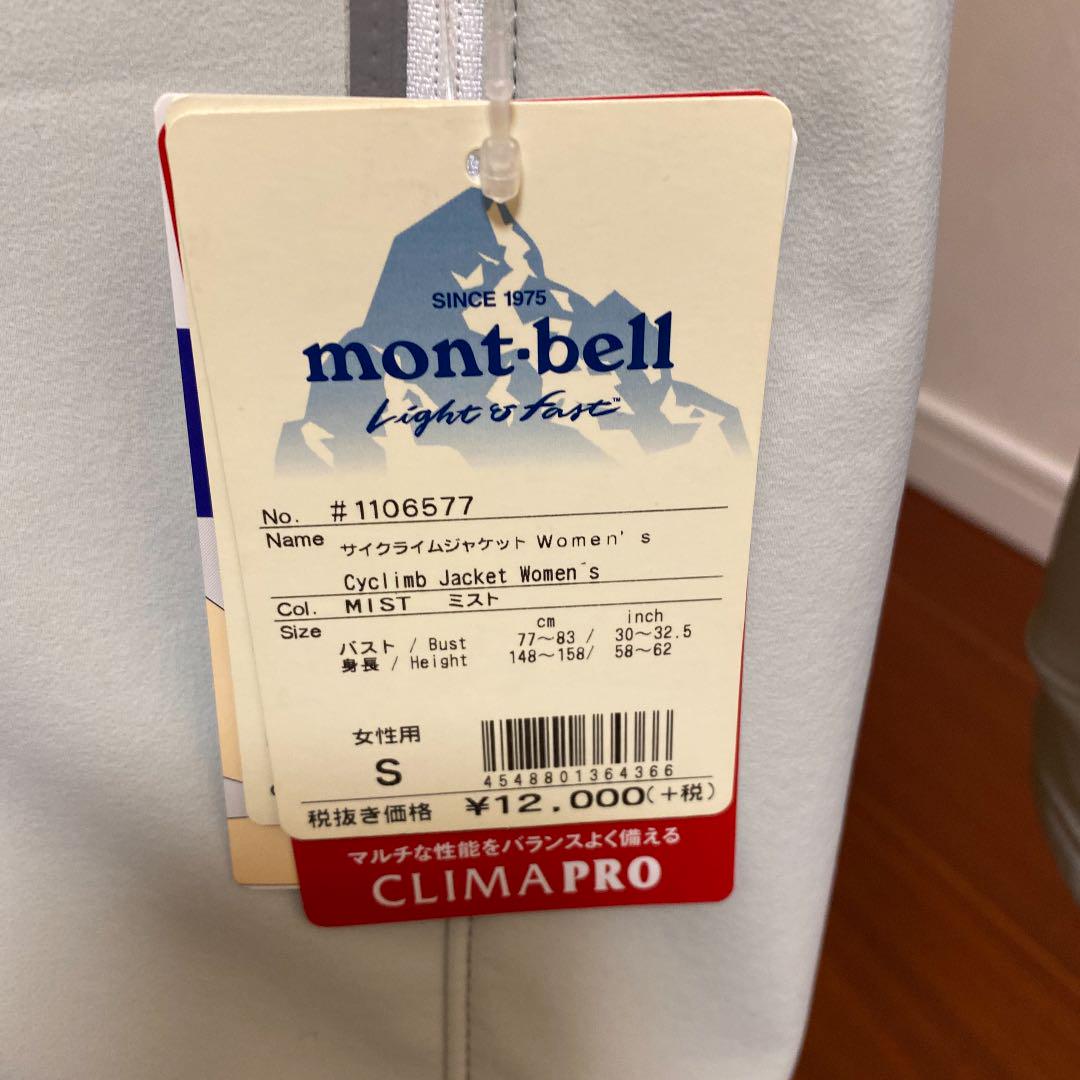 SINCE 1975
mont-bell
Light & Fast™
No. #1106577
Name サイクライムジャケット Women's
Cyclimb Jacket Women´s
Col. MIST ミスト
Size cm inch
バスト / Bust 77～83 / 30～32.5
身長 / Height 148～158/ 58～62
女性用
S
4548801364366
税抜き価格 ¥12,000(+税)
マルチな性能をバランスよく備える
CLIMAPRO